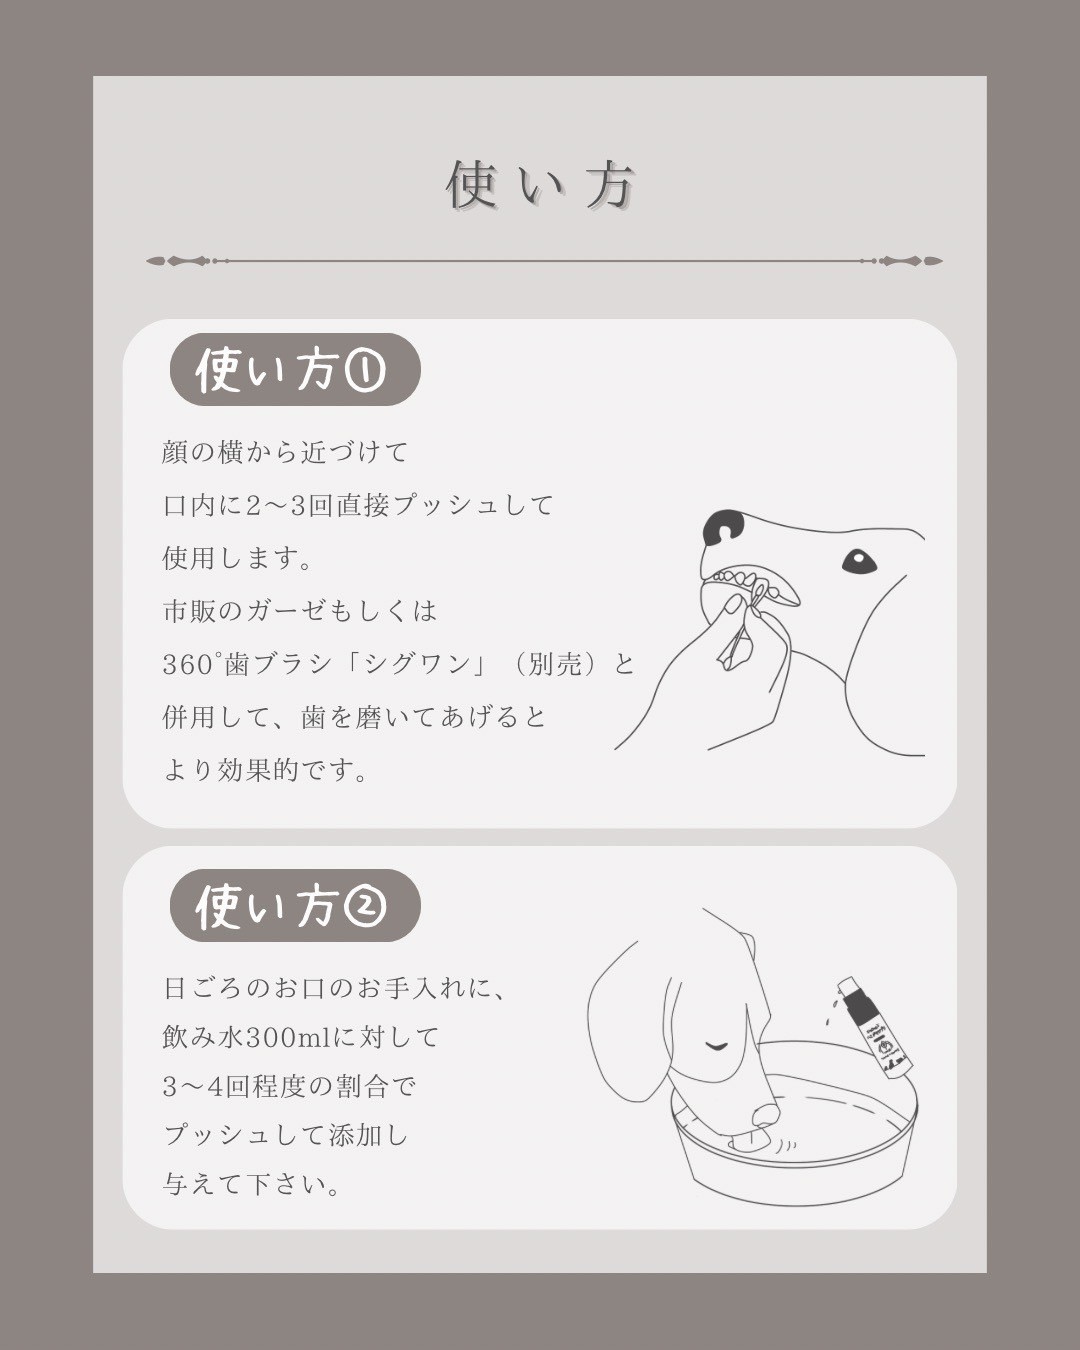 使い方
使い方①
顔の横から近づけて
口内に2〜3回直接プッシュして
使用します。
市販のガーゼもしくは
360°歯ブラシ「シグワン」（別売）と
併用して、歯を磨いてあげると
より効果的です。
使い方②
日ごろのお口のお手入れに、
飲み水300mlに対して
3〜4回程度の割合で
プッシュして添加し
与えて下さい。